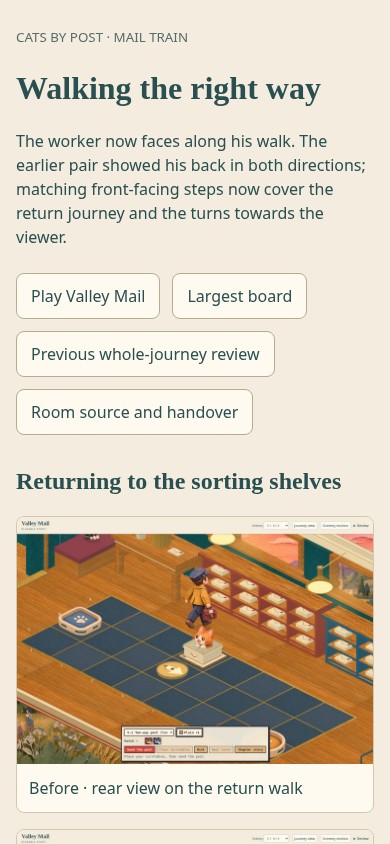 CATS BY POST · MAIL TRAIN
Walking the right way
The worker now faces along his walk. The
earlier pair showed his back in both directions;
matching front-facing steps now cover the
return journey and the turns towards the
viewer.
Play Valley Mail
Largest board
Previous whole-journey review
Room source and handover
Returning to the sorting shelves
Valley Mail
Before · rear view on the return walk
Valley Mail